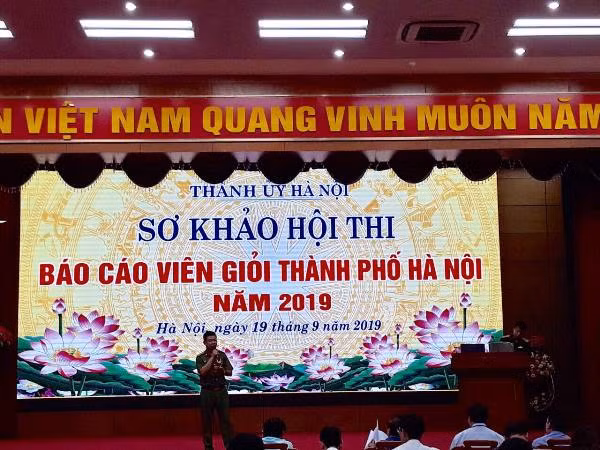 VIỆT NAM QUANG VINH MUÔN NĂM
THÀNH ỦY HÀ NỘI
SƠ KHẢO HỘI THI
BÁO CÁO VIÊN GIỎI THÀNH PHỐ HÀ NỘI
NĂM 2019
Hà Nội, ngày 19 tháng 9 năm 2019